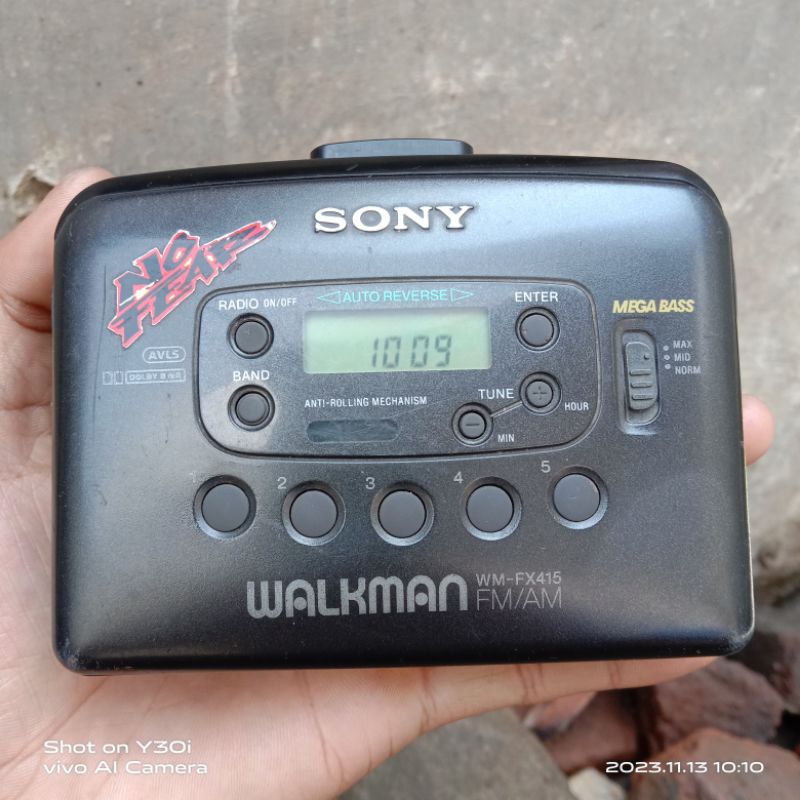 SONY
NO
FEAR
AUTO REVERSE
RADIO ON/OFF
ENTER
MEGA BASS
1009
MAX
MID
NORM
AVLS
DOLBY B NR
BAND
ANTI-ROLLING MECHANISM
TUNE
+
HOUR
−
MIN
1
2
3
4
5
WALKMAN
WM-FX415
FM/AM
Shot on Y30i
vivo AI Camera
2023.11.13 10:10